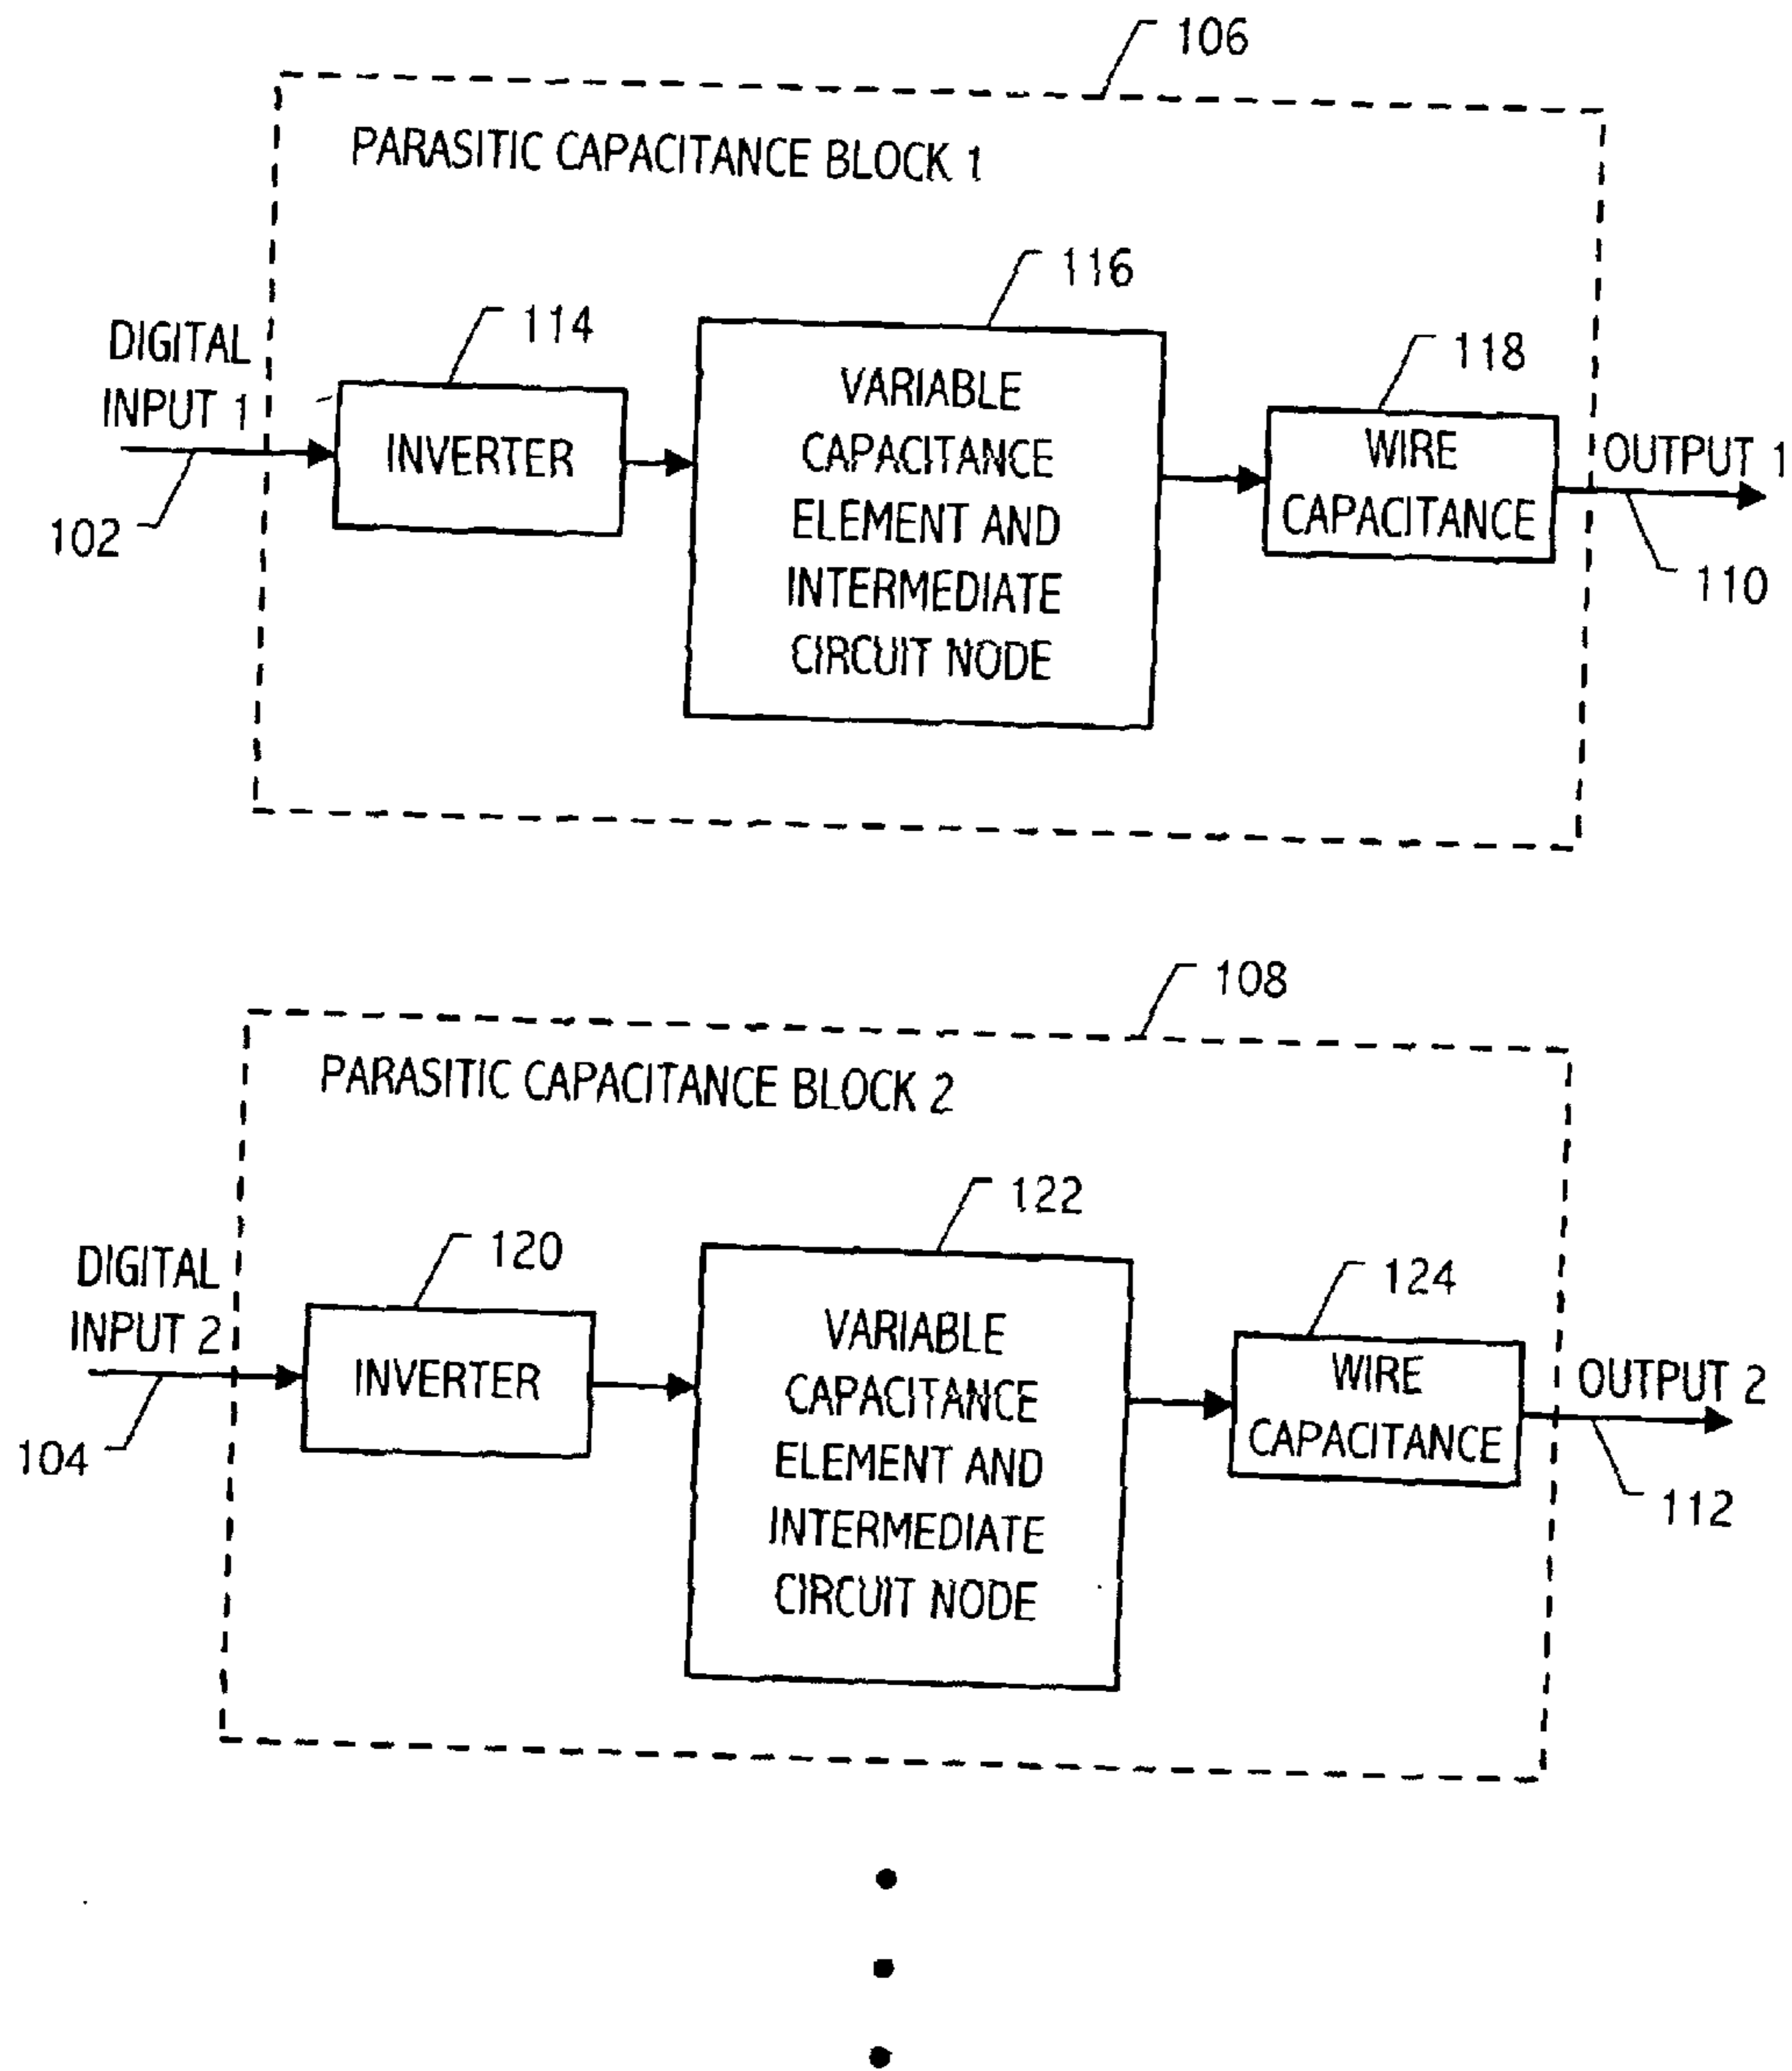 106
PARASITIC CAPACITANCE BLOCK 1
116
114
118
DIGITAL
INPUT 1
INVERTER
VARIABLE
CAPACITANCE
ELEMENT AND
INTERMEDIATE
CIRCUIT NODE
WIRE
CAPACITANCE
OUTPUT 1
102
110
108
PARASITIC CAPACITANCE BLOCK 2
122
120
124
DIGITAL
INPUT 2
INVERTER
VARIABLE
CAPACITANCE
ELEMENT AND
INTERMEDIATE
CIRCUIT NODE
WIRE
CAPACITANCE
OUTPUT 2
104
112